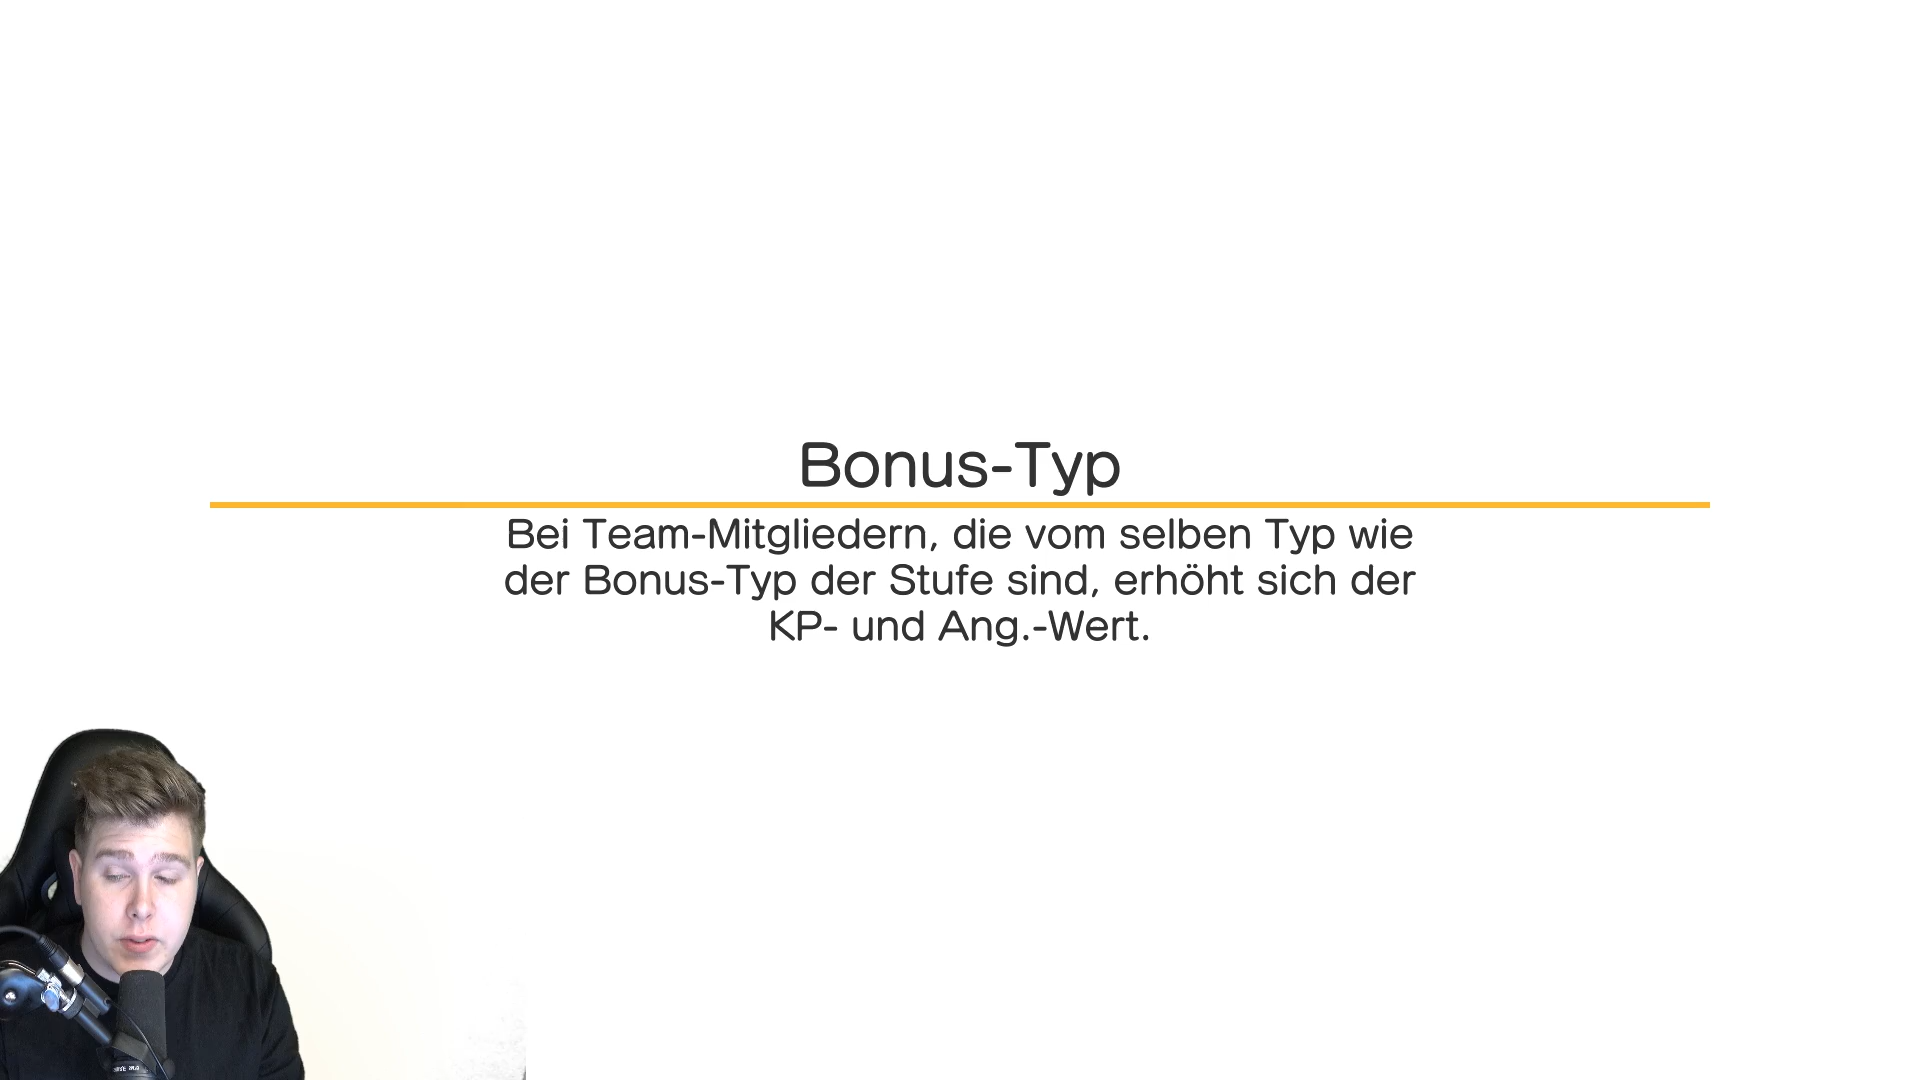 Bonus-Typ
Bei Team-Mitgliedern, die vom selben Typ wie
der Bonus-Typ der Stufe sind, erhöht sich der
KP- und Ang.-Wert.